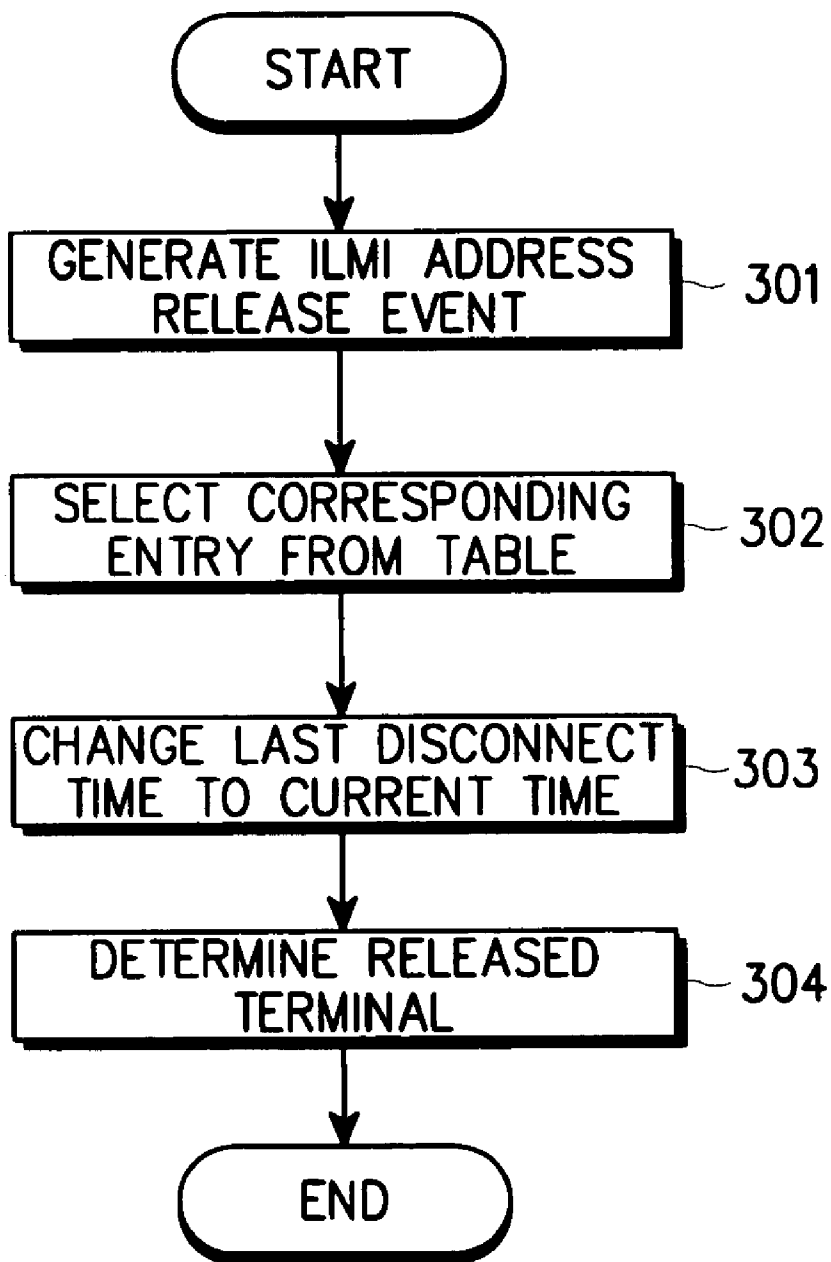 START
GENERATE ILMI ADDRESS
RELEASE EVENT
301
SELECT CORRESPONDING
ENTRY FROM TABLE
302
CHANGE LAST DISCONNECT
TIME TO CURRENT TIME
303
DETERMINE RELEASED
TERMINAL
304
END